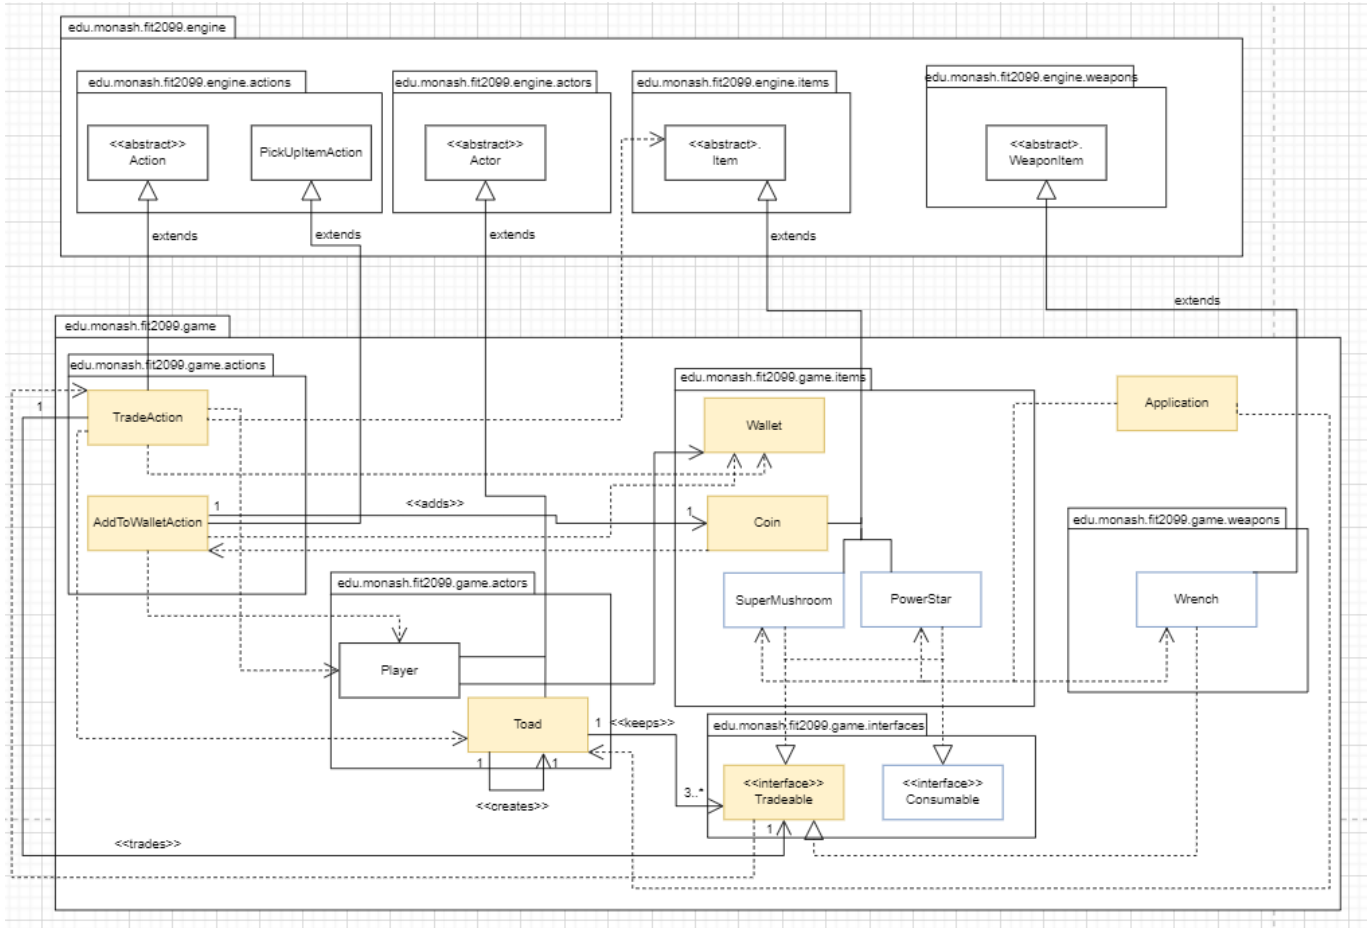 edu.monash.fit2099.engine
edu.monash.fit2099.engine.actions
edu.monash.fit2099.engine.actors
edu.monash.fit2099.engine.items
edu.monash.fit2099.engine.weapons
<<abstract>>
Action
PickUpItemAction
<<abstract>>
Actor
<<abstract>.
Item
<<abstract>.
WeaponItem
extends
extends
extends
extends
extends
edu.monash.fit2099.game
edu.monash.fit2099.game.actions
edu.monash.fit2099.game.items
1
TradeAction
Wallet
Application
AddToWalletAction
1
<<adds>>
1
Coin
edu.monash.fit2099.game.weapons
edu.monash.fit2099.game.actors
SuperMushroom
PowerStar
Wrench
Player
Toad
1
<<keeps>>
edu.monash.fit2099.game.interfaces
1
1
<<creates>>
3..*
<<interface>>
Tradeable
<<interface>>
Consumable
1
<<trades>>